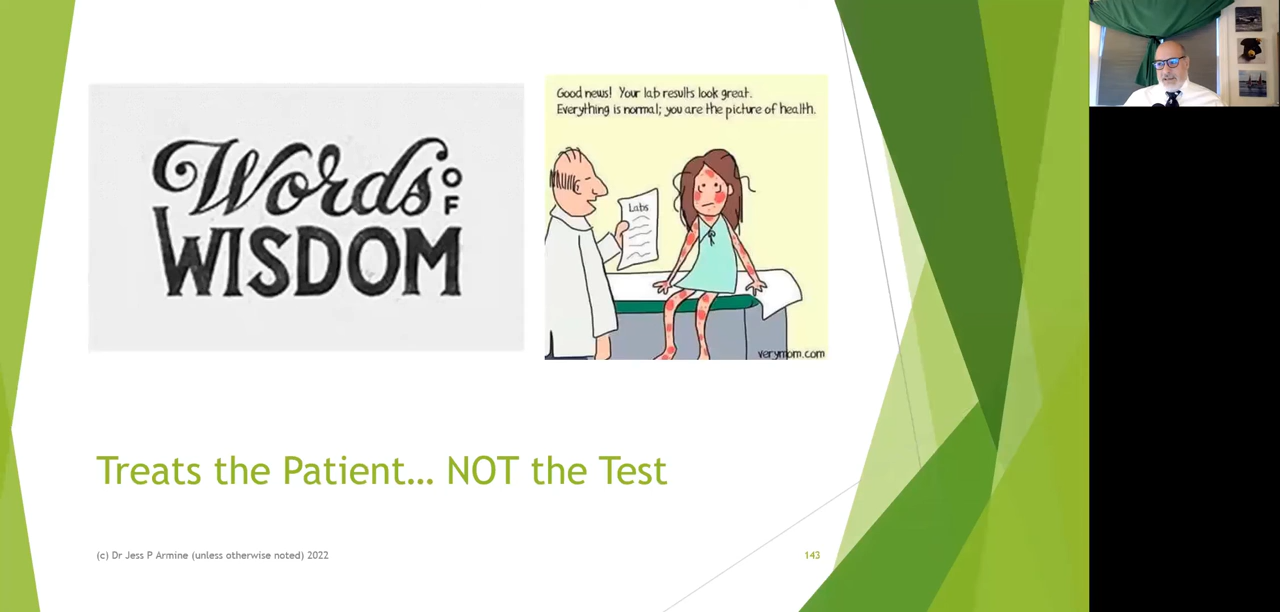 Words OF
WISDOM
Good news! Your lab results look great.
Everything is normal; you are the picture of health.
Labs
verymom.com
Treats the Patient... NOT the Test
(c) Dr Jess P Armine (unless otherwise noted) 2022
143